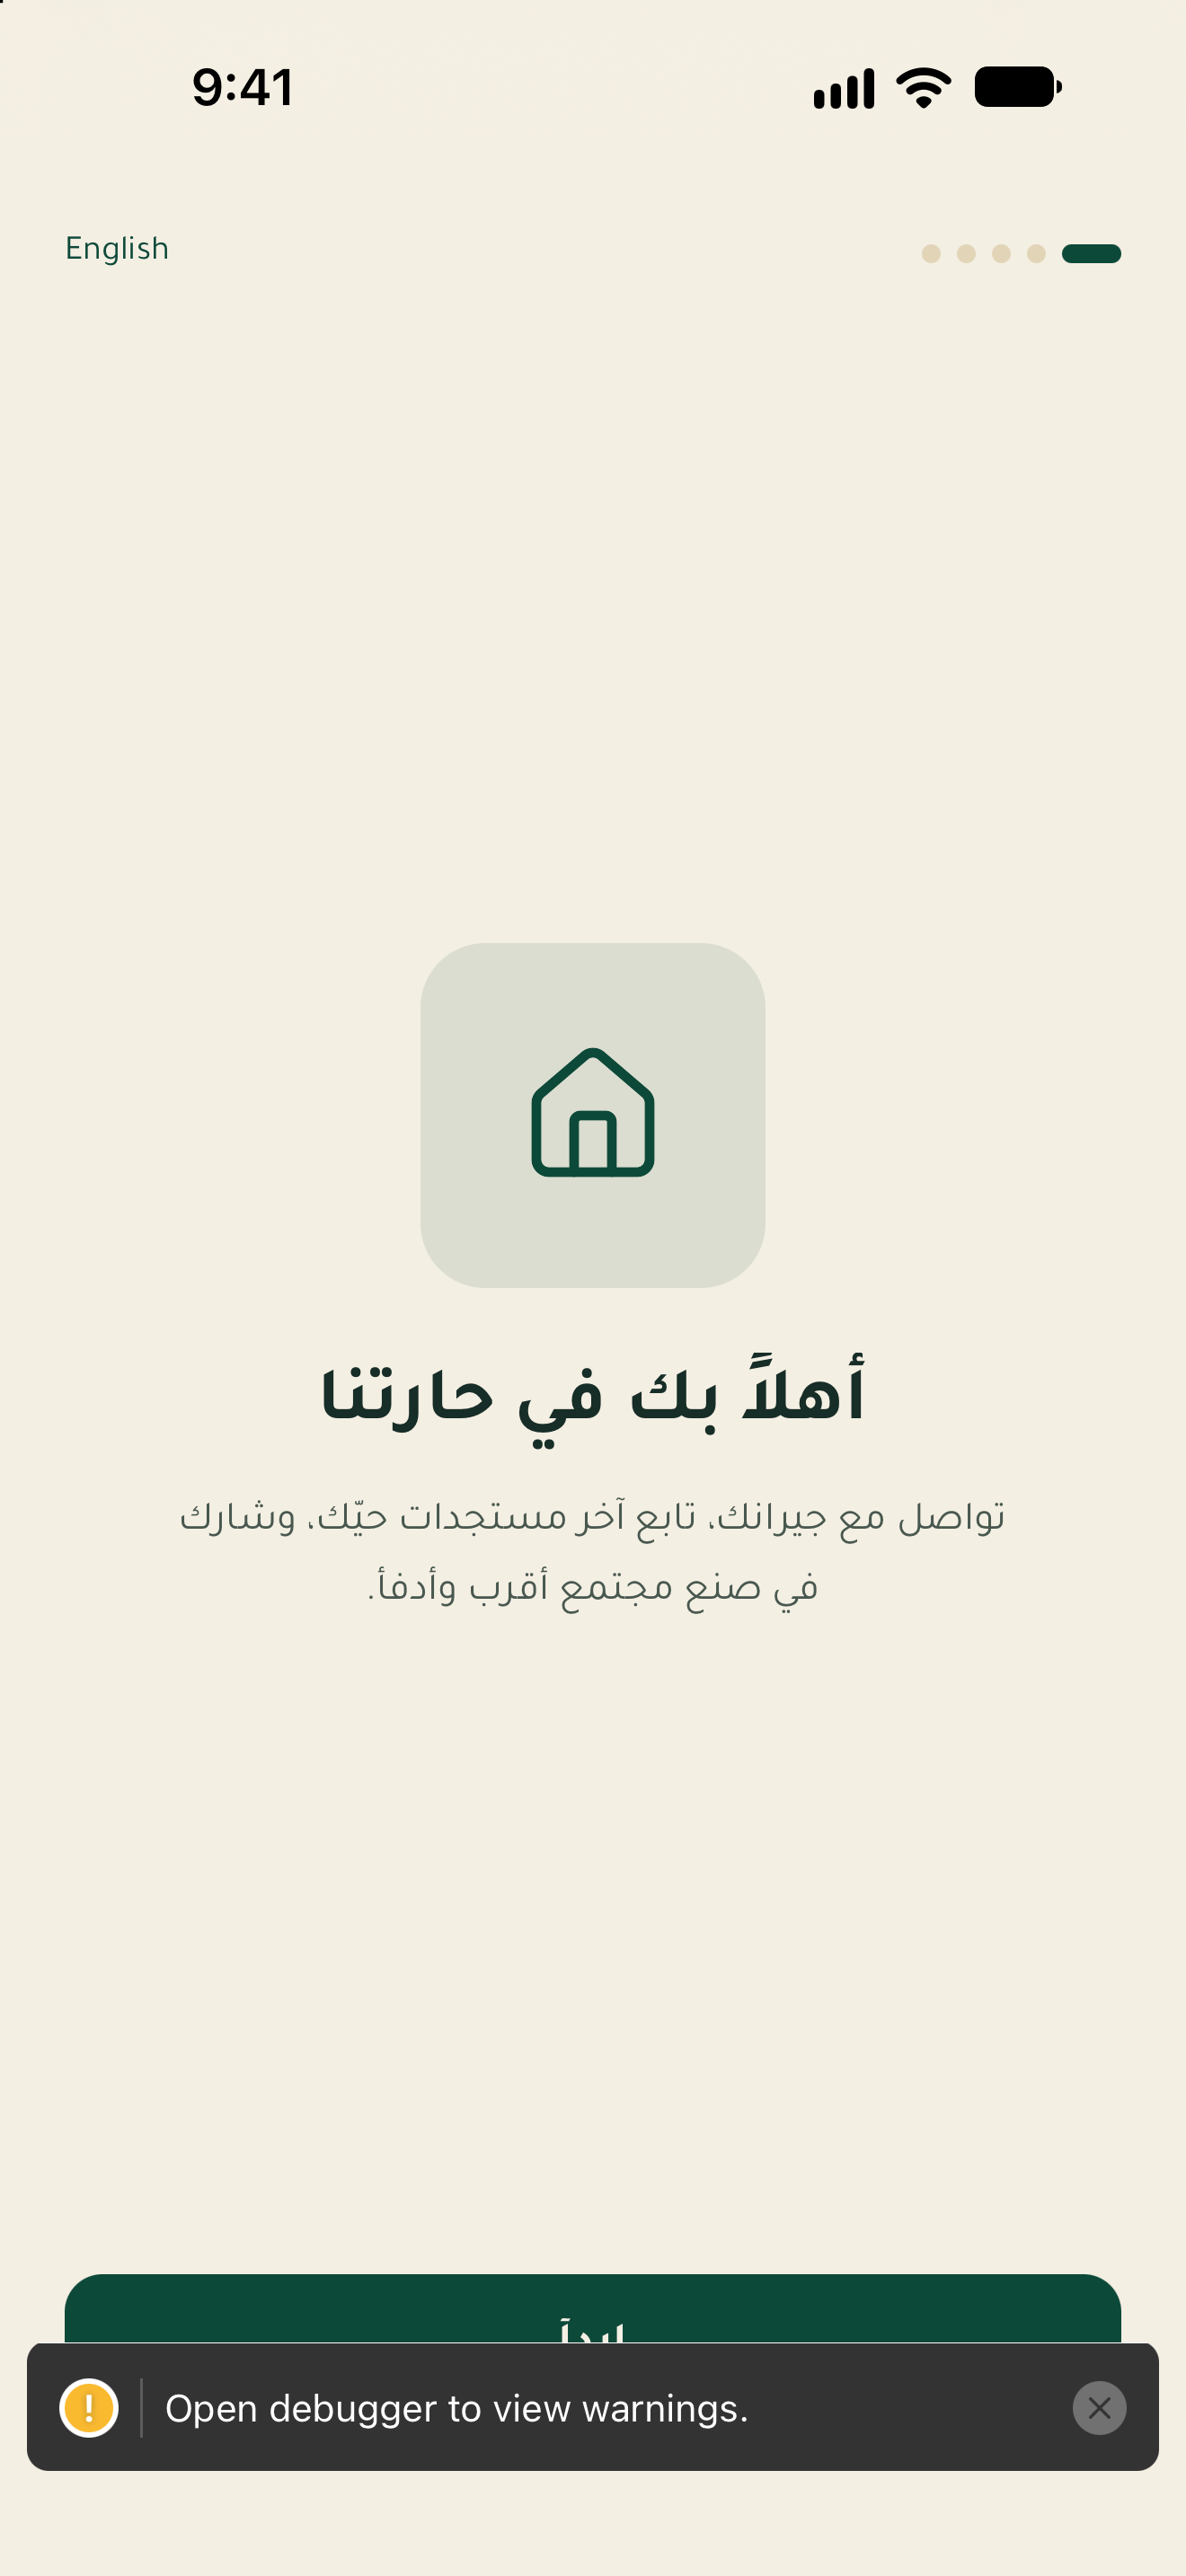 9:41
English
أهلاً بك في حارتنا
تواصل مع جيرانك، تابع آخر مستجدات حيّك، وشارك
في صنع مجتمع أقرب وأدفأ.
Open debugger to view warnings.